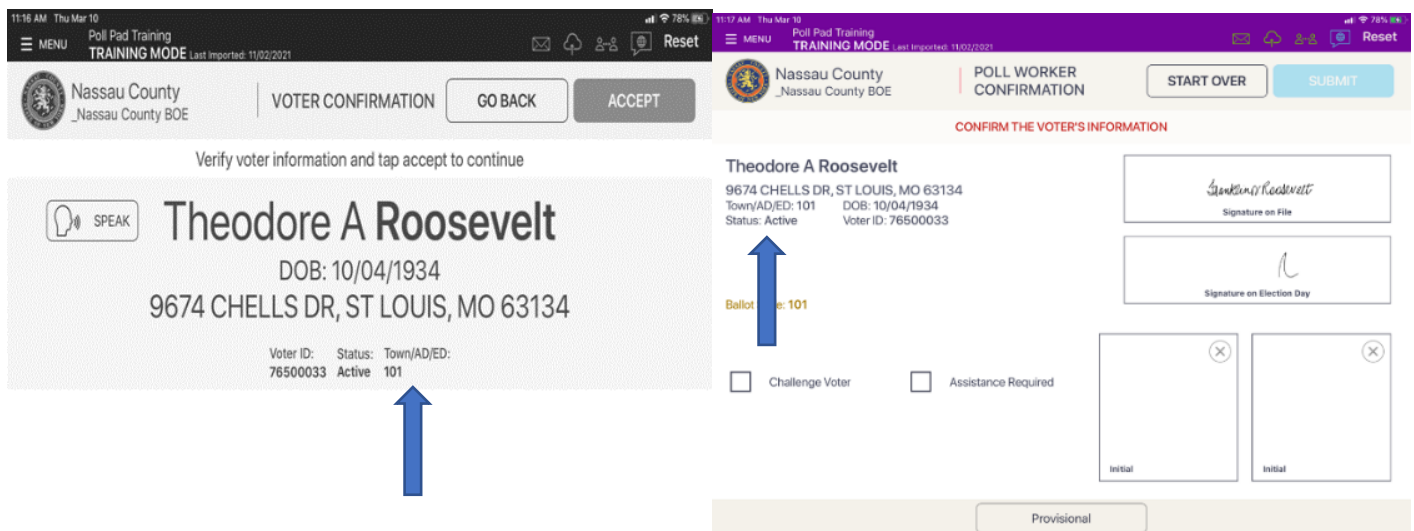 11:16 AM Thu Mar 10
78%
MENU
Poll Pad Training
TRAINING MODE Last Imported: 11/02/2021
Reset
Nassau County
_Nassau County BOE
VOTER CONFIRMATION
GO BACK
ACCEPT
Verify voter information and tap accept to continue
SPEAK
Theodore A Roosevelt
DOB: 10/04/1934
9674 CHELLS DR, ST LOUIS, MO 63134
Voter ID: Status: Town/AD/ED:
76500033 Active 101
11:17 AM Thu Mar 10
78%
MENU
Poll Pad Training
TRAINING MODE Last Imported: 11/02/2021
Reset
Nassau County
_Nassau County BOE
POLL WORKER
CONFIRMATION
START OVER
SUBMIT
CONFIRM THE VOTER'S INFORMATION
Theodore A Roosevelt
9674 CHELLS DR, ST LOUIS, MO 63134
Town/AD/ED: 101 DOB: 10/04/1934
Status: Active Voter ID: 76500033
Roosevelt
Signature on File
Signature on Election Day
Ballot 101
Challenge Voter
Assistance Required
Initial
Initial
Provisional